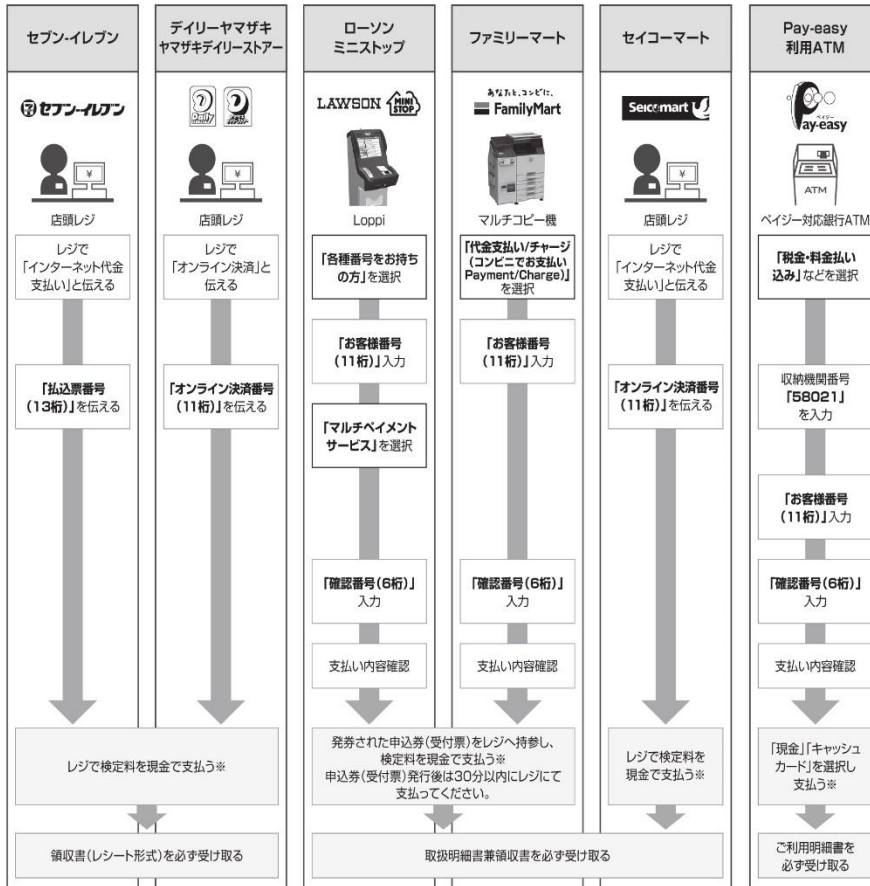 セブン-イレブン
デイリーヤマザキ
ヤマザキデイリーストアー
ローソン
ミニストップ
ファミリーマート
セイコーマート
Pay-easy
利用ATM
セブン-イレブン
Daily
LAWSON
MINI
STOP
あなたと、コンビに、
FamilyMart
Seicomart
ペイジー
Pay-easy
¥
店頭レジ
¥
店頭レジ
Loppi
マルチコピー機
¥
店頭レジ
ATM
ペイジー対応銀行ATM
レジで
「インターネット代金
支払い」と伝える
レジで
「オンライン決済」と
伝える
「各種番号をお持ち
の方」を選択
「代金支払い/チャージ
(コンビニでお支払い
Payment/Charge)」
を選択
レジで
「インターネット代金
支払い」と伝える
「税金・料金払い
込み」などを選択
「お客様番号
(11桁)」入力
「お客様番号
(11桁)」入力
「払込票番号
(13桁)」を伝える
「オンライン決済番号
(11桁)」を伝える
「マルチペイメント
サービス」を選択
「オンライン決済番号
(11桁)」を伝える
収納機関番号
「58021」
を入力
「お客様番号
(11桁)」入力
「確認番号(6桁)」
入力
「確認番号(6桁)」
入力
「確認番号(6桁)」
入力
支払い内容確認
支払い内容確認
支払い内容確認
レジで検定料を現金で支払う※
発券された申込券(受付票)をレジへ持参し、
検定料を現金で支払う※
申込券(受付票)発行後は30分以内にレジにて
支払ってください。
レジで検定料を
現金で支払う※
「現金」「キャッシュ
カード」を選択し
支払う※
領収書(レシート形式)を必ず受け取る
取扱明細書兼領収書を必ず受け取る
ご利用明細書を
必ず受け取る